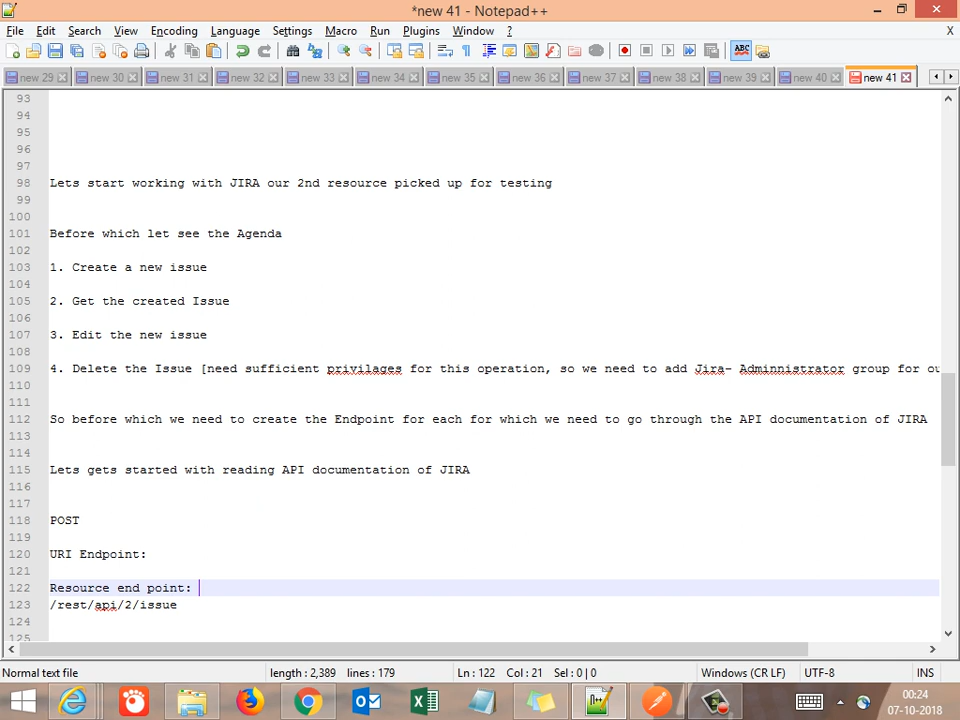 *new 41 - Notepad++
File Edit Search View Encoding Language Settings Macro Run Plugins Window ? X
new 29 new 30 new 31 new 32 new 33 new 34 new 35 new 36 new 37 new 38 new 39 new 40 new 41
93
94
95
96
97
98 Lets start working with JIRA our 2nd resource picked up for testing
99
100
101 Before which let see the Agenda
102
103 1. Create a new issue
104
105 2. Get the created Issue
106
107 3. Edit the new issue
108
109 4. Delete the Issue [need sufficient privilages for this operation, so we need to add Jira- Adminnistrator group for ou
110
111
112 So before which we need to create the Endpoint for each for which we need to go through the API documentation of JIRA
113
114
115 Lets gets started with reading API documentation of JIRA
116
117
118 POST
119
120 URI Endpoint:
121
122 Resource end point:
123 /rest/api/2/issue
124
125
Normal text file length : 2,389 lines : 179 Ln : 122 Col : 21 Sel : 0 | 0 Windows (CR LF) UTF-8 INS
00:24
07-10-2018